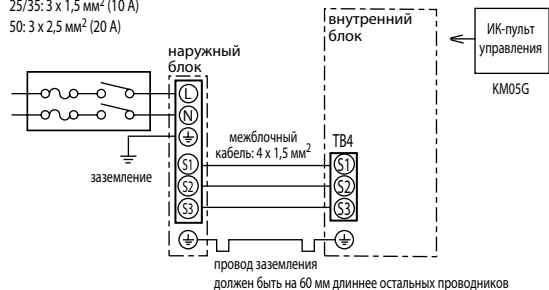 25/35: 3 x 1,5 мм² (10 А)
50: 3 x 2,5 мм² (20 А)
наружный
блок
внутренний
блок
ИК-пульт
управления
KM05G
L
N
заземление
межблочный
кабель: 4 x 1,5 мм²
TB4
S1
S2
S3
S1
S2
S3
провод заземления
должен быть на 60 мм длиннее остальных проводников